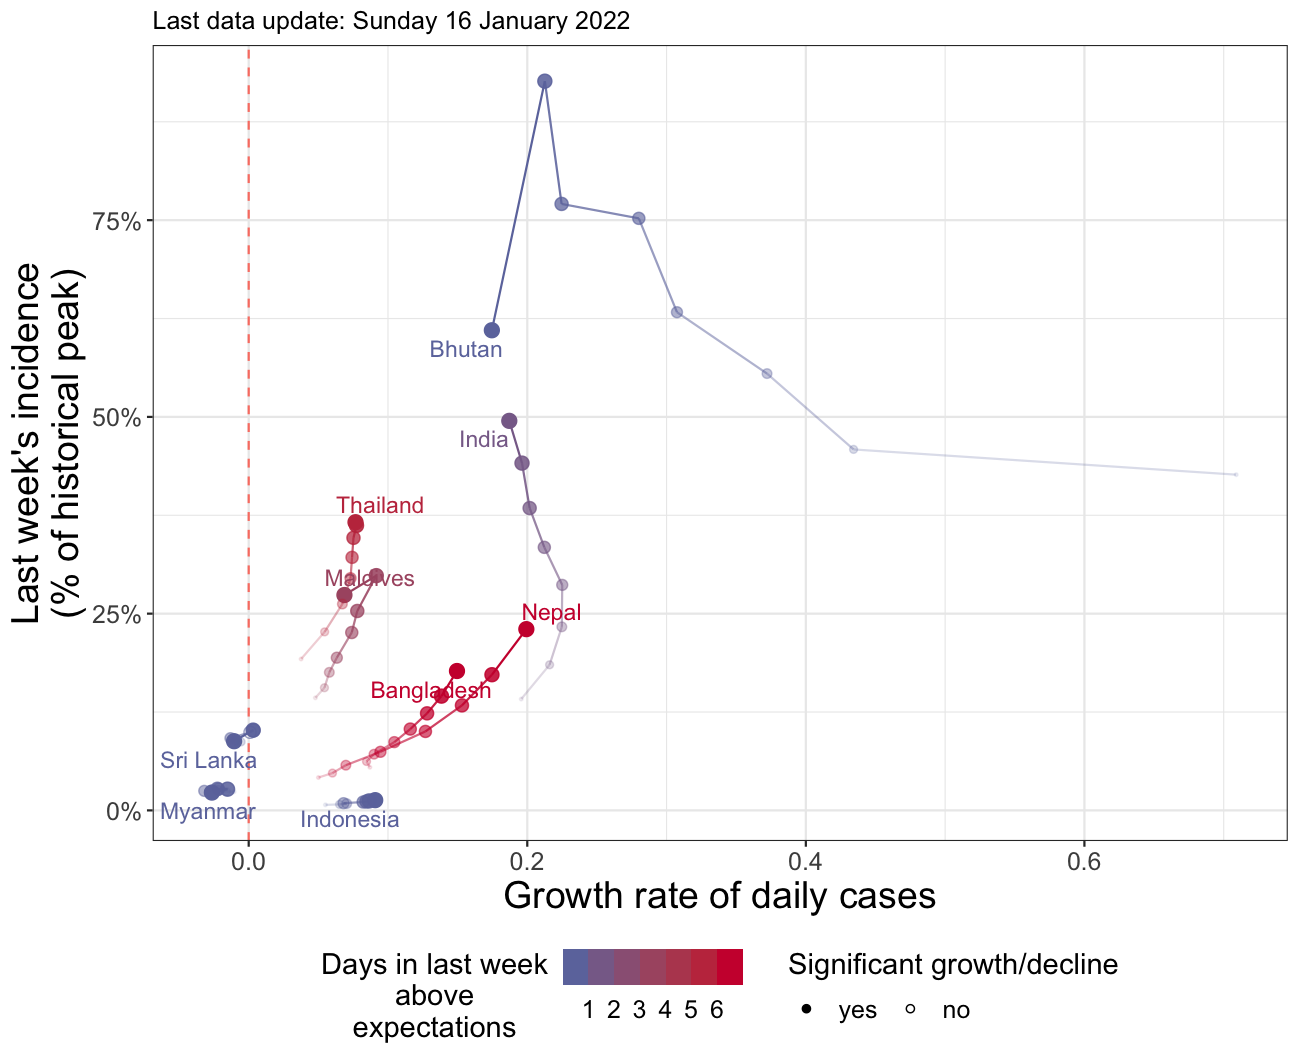 Last data update: Sunday 16 January 2022
Last week's incidence
(% of historical peak)
75%
50%
25%
0%
Bhutan
India
Thailand
Maldives
Nepal
Bangladesh
Sri Lanka
Myanmar
Indonesia
0.0 0.2 0.4 0.6
Growth rate of daily cases
Days in last week
above
expectations
1 2 3 4 5 6
Significant growth/decline
yes no